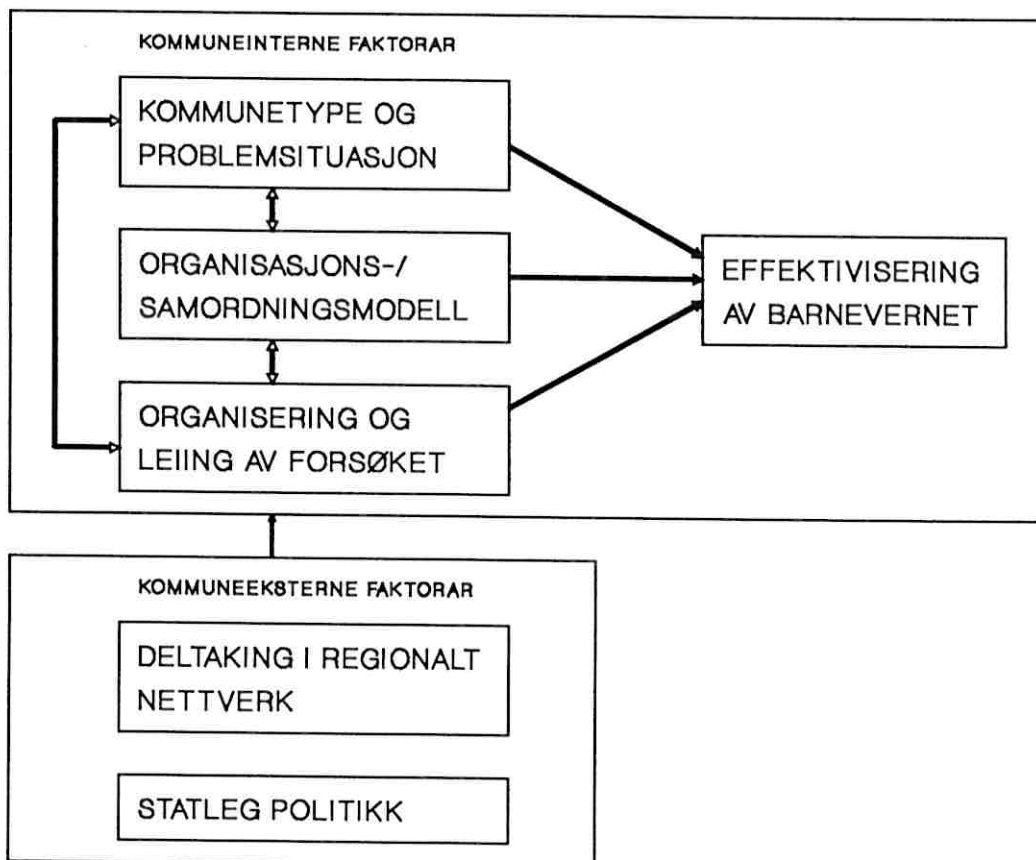 KOMMUNEINTERNE FAKTORAR
KOMMUNETYPE OG
PROBLEMSITUASJON
ORGANISASJONS-/
SAMORDNINGSMODELL
ORGANISERING OG
LEIING AV FORSØKET
EFFEKTIVISERING
AV BARNEVERNET
KOMMUNEEKSTERNE FAKTORAR
DELTAKING I REGIONALT
NETTVERK
STATLEG POLITIKK